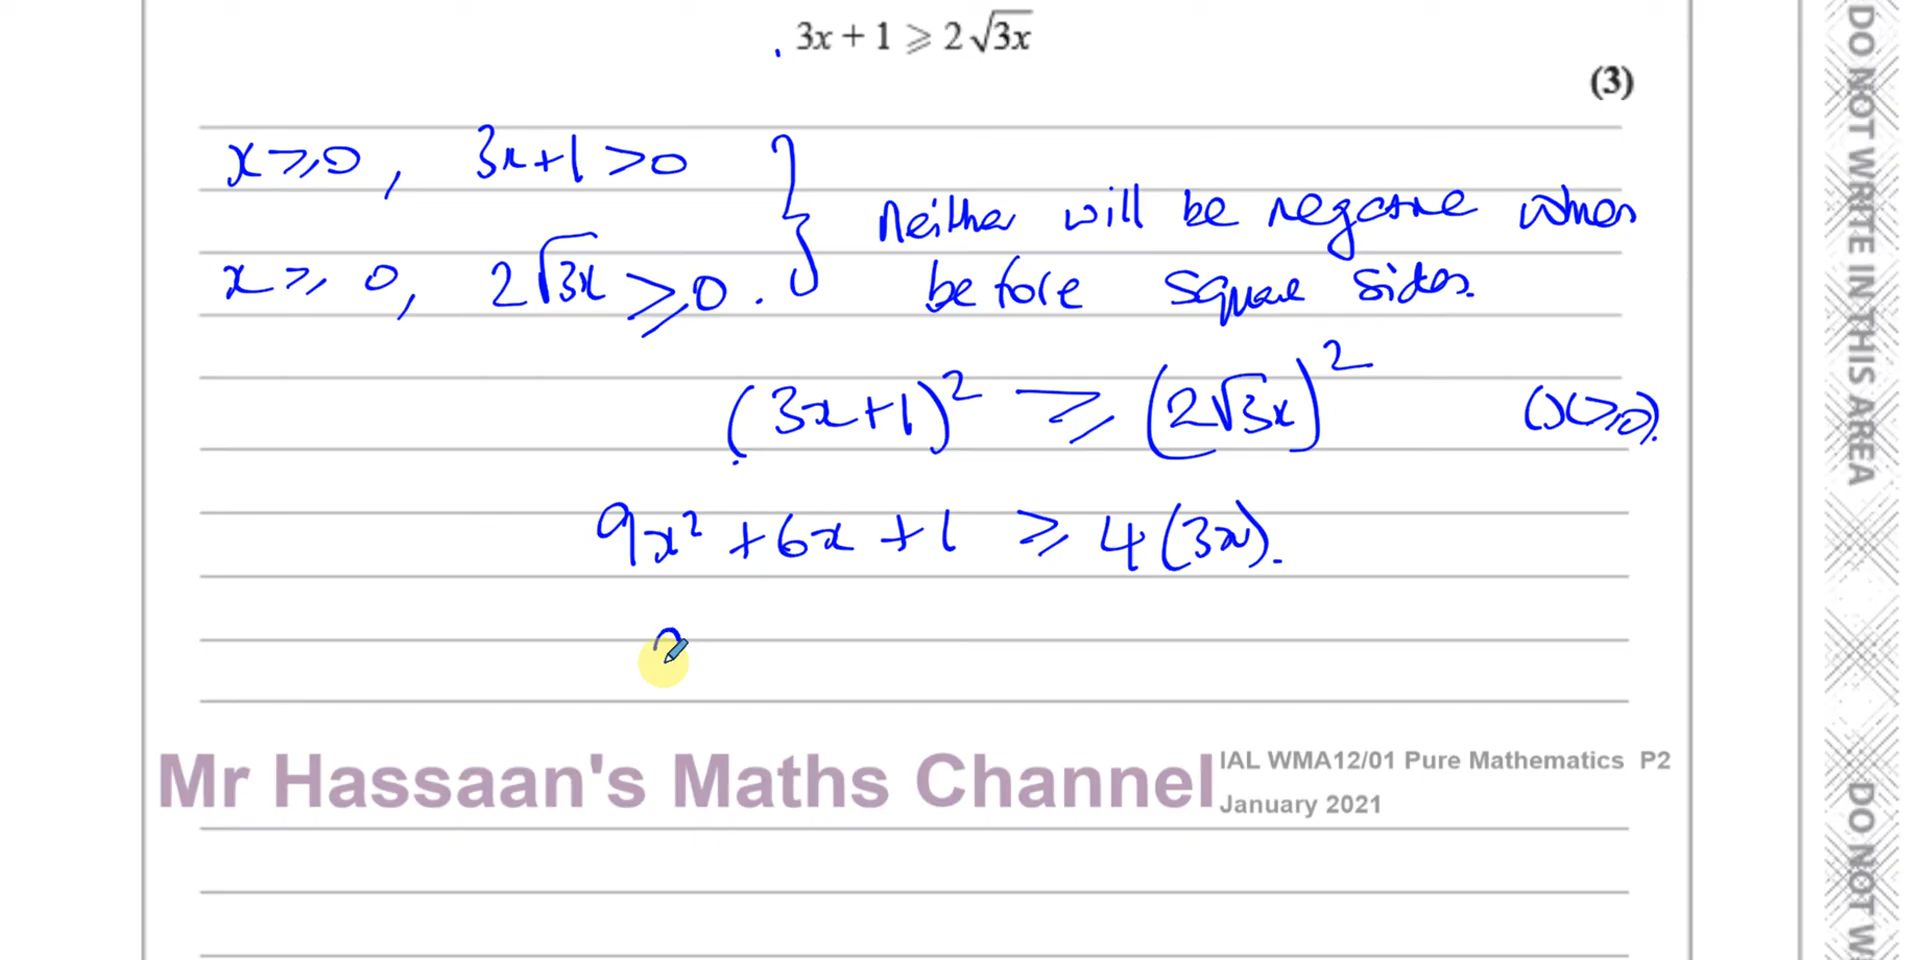 3x + 1 ⩾ 2√3x
(3)
x ⩾ 0, 3x+1 > 0
Neither will be negative when
x ⩾ 0, 2√3x ⩾ 0.
before square sides.
(3x+1)² ⩾ (2√3x)² (x⩾0).
9x² + 6x + 1 ⩾ 4(3x).
Mr Hassaan's Maths Channel
IAL WMA12/01 Pure Mathematics P2
January 2021
DO NOT WRITE IN THIS AREA
DO NOT W